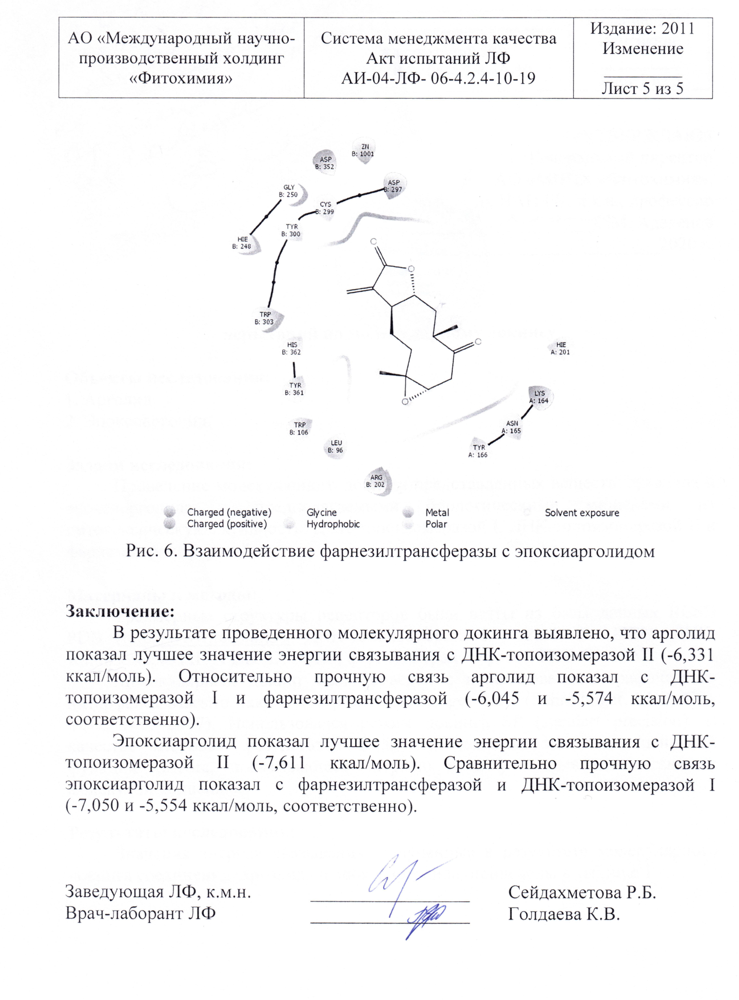 АО «Международный научно-
производственный холдинг
«Фитохимия»
Система менеджмента качества
Акт испытаний ЛФ
АИ-04-ЛФ- 06-4.2.4-10-19
Издание: 2011
Изменение
Лист 5 из 5
ZN
B: 1001
ASP
B: 352
ASP
B: 297
GLY
B: 250
CYS
B: 299
TYR
B: 300
HIE
B: 248
O
O
TRP
B: 303
HIS
B: 362
O
HIE
A: 201
TYR
B: 361
O
LYS
A: 164
TRP
B: 106
ASN
A: 165
LEU
B: 96
TYR
A: 166
ARG
B: 202
Charged (negative)
Charged (positive)
Glycine
Hydrophobic
Metal
Polar
Solvent exposure
Рис. 6. Взаимодействие фарнезилтрансферазы с эпоксиарголидом
Заключение:
В результате проведенного молекулярного докинга выявлено, что арголид
показал лучшее значение энергии связывания с ДНК-топоизомеразой II (-6,331
ккал/моль). Относительно прочную связь арголид показал с ДНК-
топоизомеразой I и фарнезилтрансферазой (-6,045 и -5,574 ккал/моль,
соответственно).
Эпоксиарголид показал лучшее значение энергии связывания с ДНК-
топоизомеразой II (-7,611 ккал/моль). Сравнительно прочную связь
эпоксиарголид показал с фарнезилтрансферазой и ДНК-топоизомеразой I
(-7,050 и -5,554 ккал/моль, соответственно).
Заведующая ЛФ, к.м.н.
Сейдахметова Р.Б.
Врач-лаборант ЛФ
Голдаева К.В.